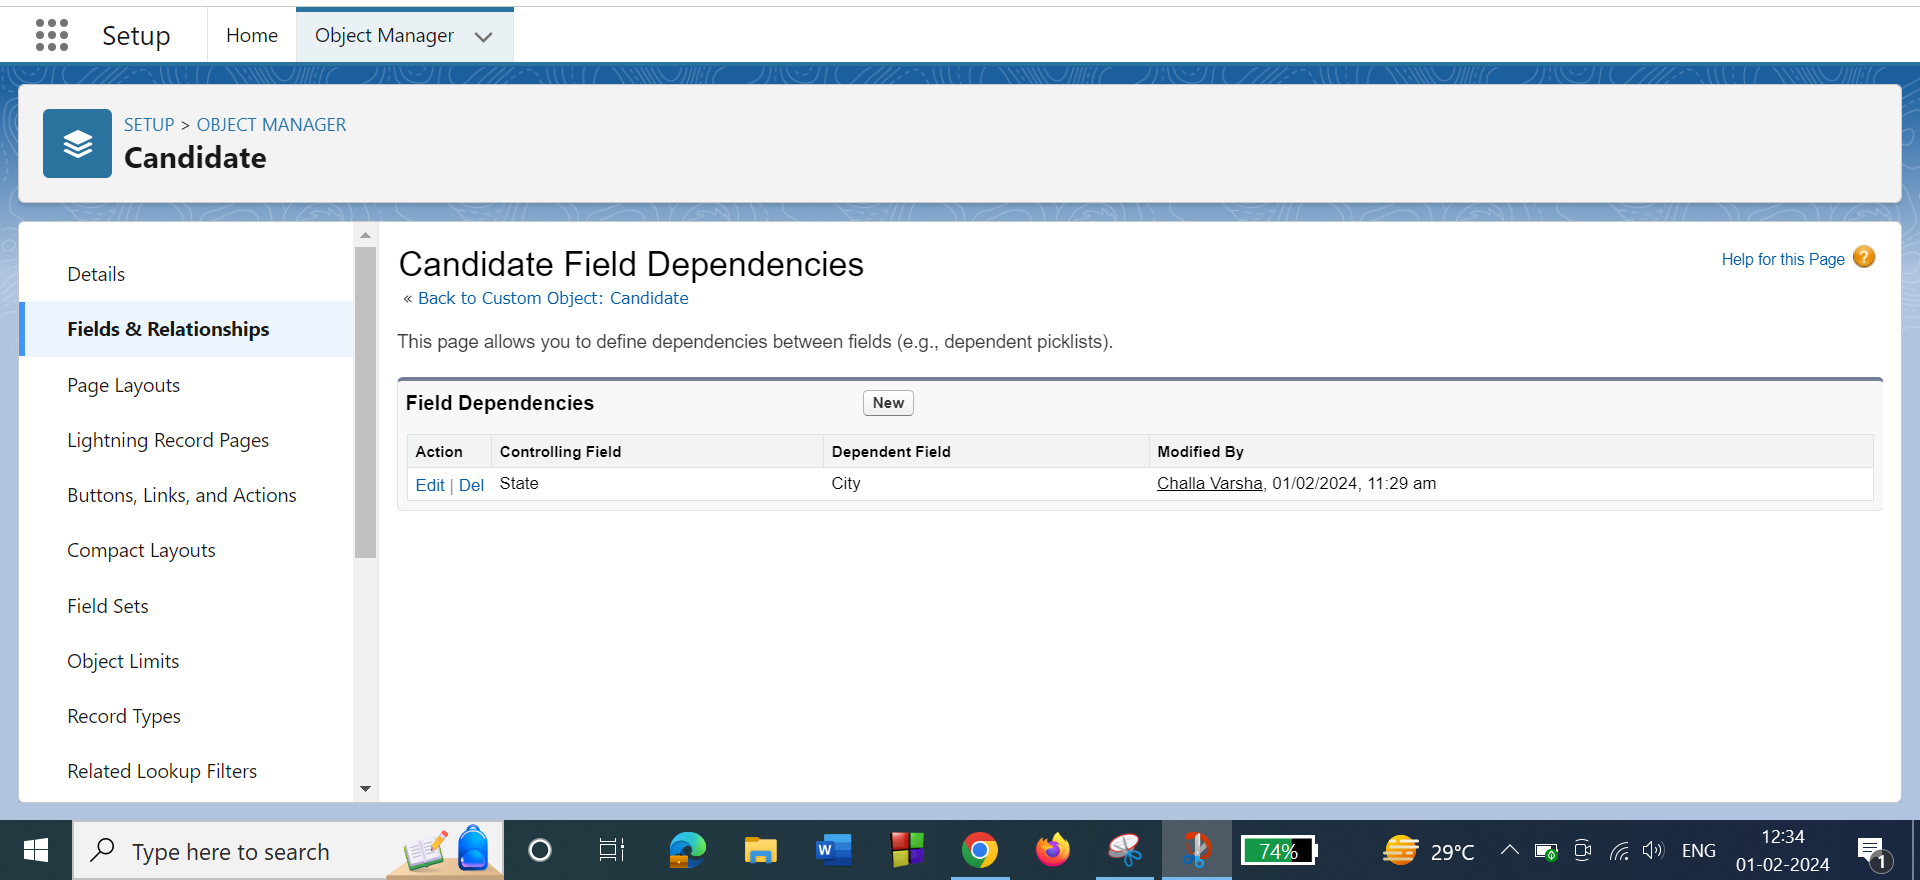 Setup
Home
Object Manager
SETUP > OBJECT MANAGER
Candidate
Details
Fields & Relationships
Page Layouts
Lightning Record Pages
Buttons, Links, and Actions
Compact Layouts
Field Sets
Object Limits
Record Types
Related Lookup Filters
Candidate Field Dependencies
Help for this Page ?
« Back to Custom Object: Candidate
This page allows you to define dependencies between fields (e.g., dependent picklists).
Field Dependencies
New
Action Controlling Field Dependent Field Modified By
Edit | Del State City Challa Varsha, 01/02/2024, 11:29 am
Type here to search
W
74%
29°C
ENG
12:34
01-02-2024
1